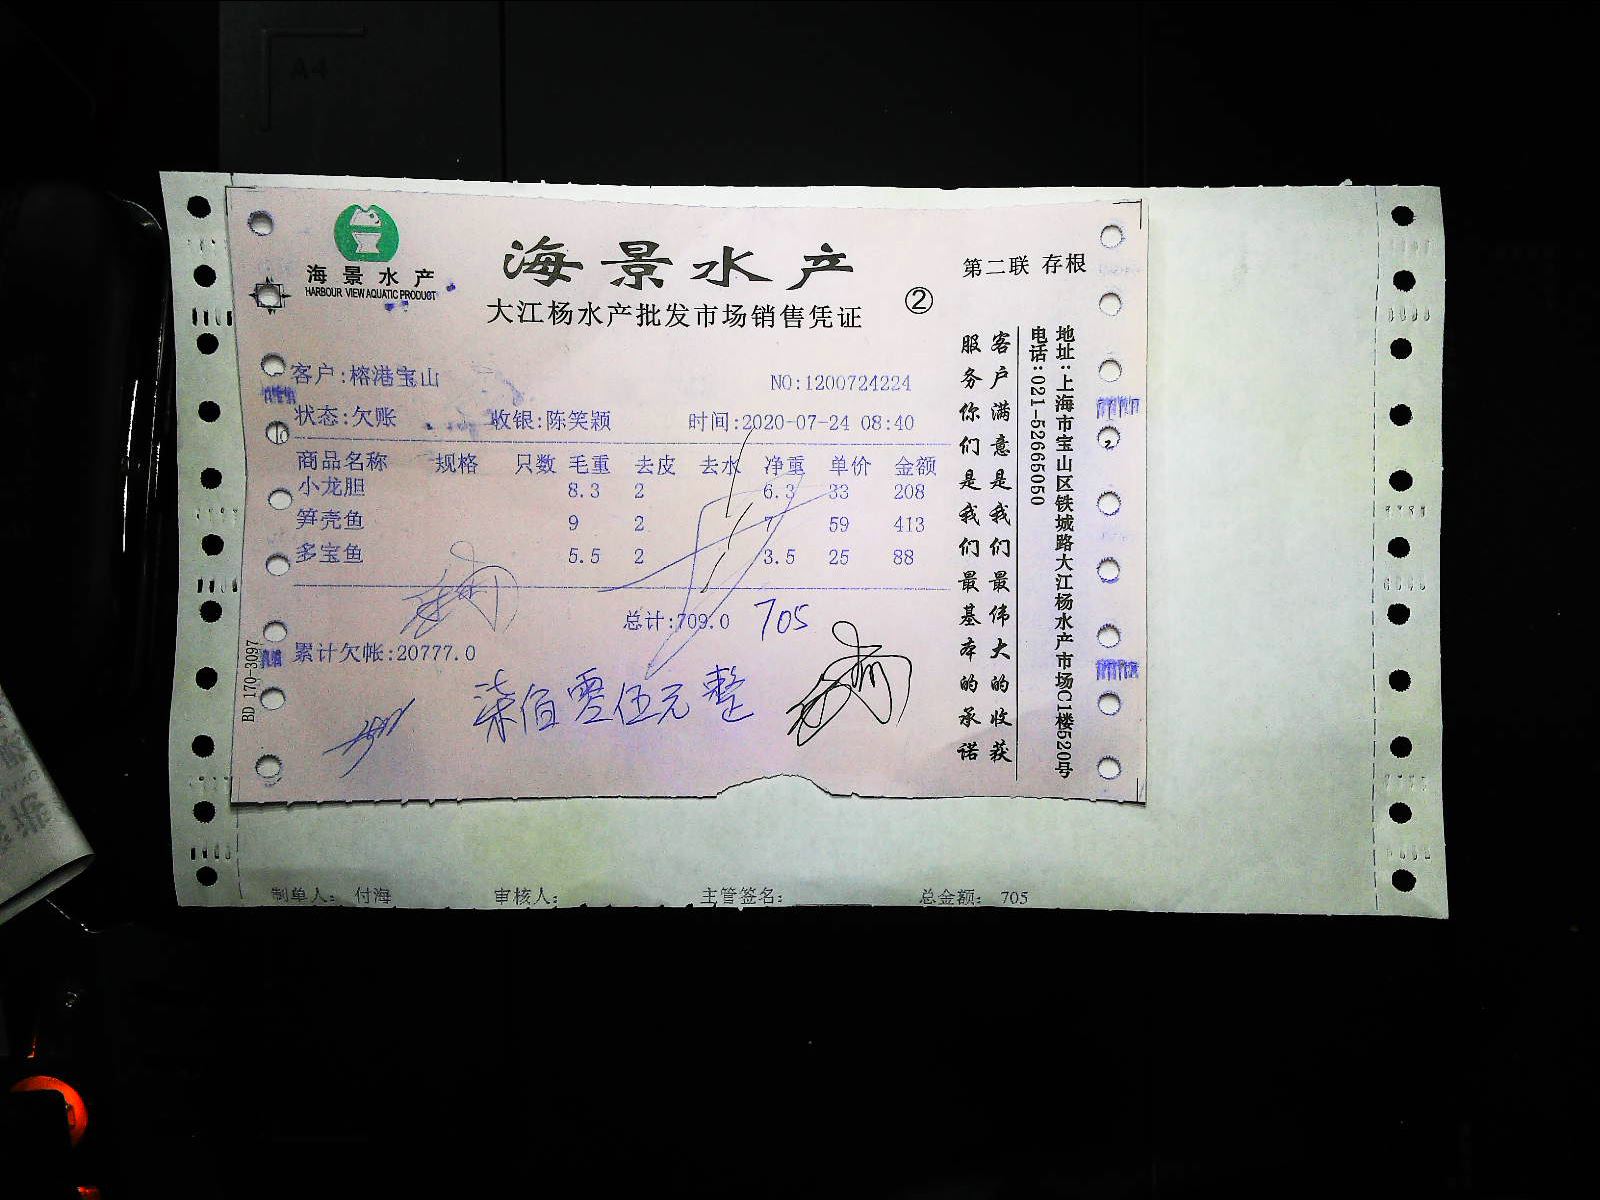 A4
海景水产
HARBOUR VIEW AQUATIC PRODUCT
海景水产
大江杨水产批发市场销售凭证
②
第二联 存根
客户:榕港宝山
NO:1200724224
状态:欠账 收银:陈笑颖 时间:2020-07-24 08:40
商品名称 规格 只数 毛重 去皮 去水 净重 单价 金额
小龙胆 8.3 2 6.3 33 208
笋壳鱼 9 2 7 59 413
多宝鱼 5.5 2 3.5 25 88
总计:709.0 705
累计欠帐:20777.0
柒佰零伍元整
BD 170-3097
客户满意是我们最伟大的收获
服务你们是我们最基本的承诺
地址:上海市宝山区铁城路大江杨水产市场C1楼520号
电话:021-52665050
制单人: 付海 审核人: 主管签名: 总金额: 705